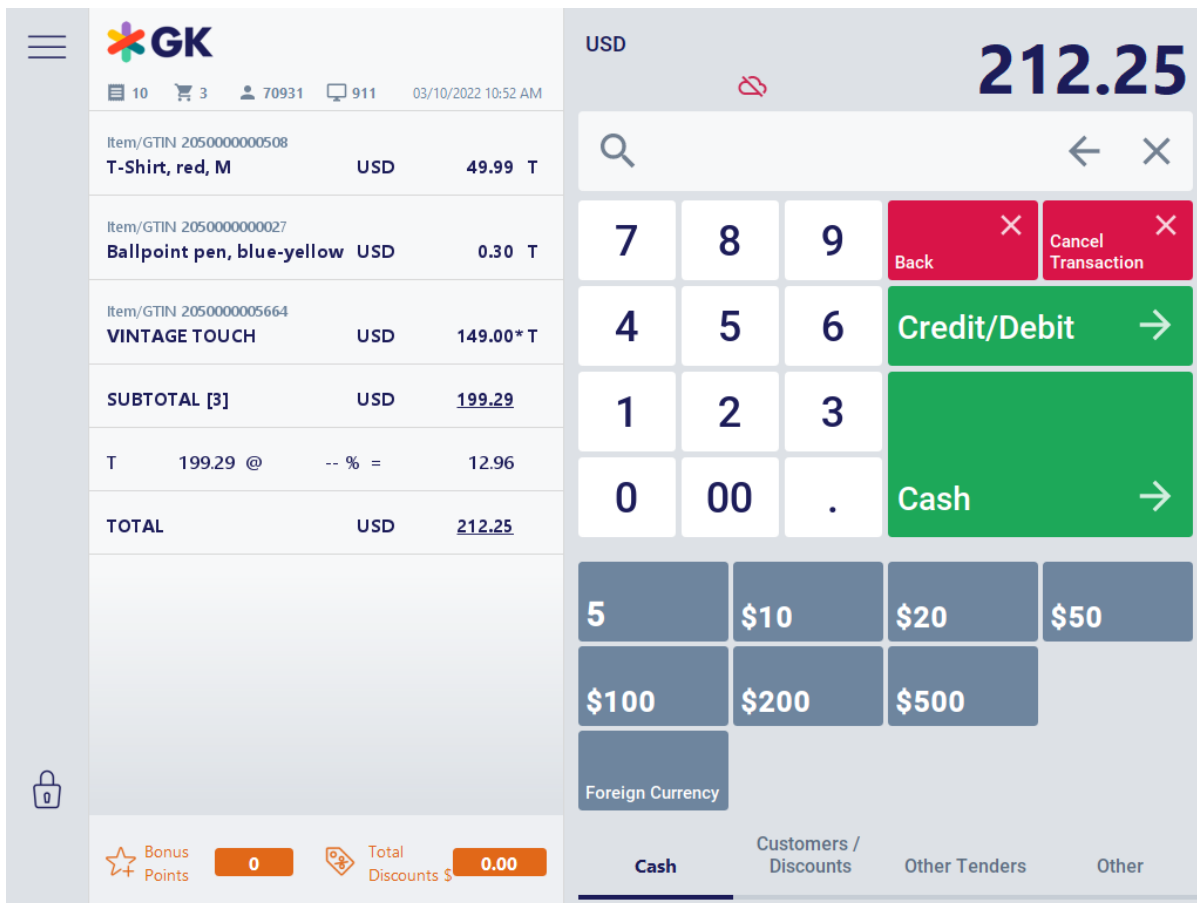 GK
10 3 70931 911 03/10/2022 10:52 AM
Item/GTIN 2050000000508
T-Shirt, red, M USD 49.99 T
Item/GTIN 2050000000027
Ballpoint pen, blue-yellow USD 0.30 T
Item/GTIN 2050000005664
VINTAGE TOUCH USD 149.00* T
SUBTOTAL [3] USD 199.29
T 199.29 @ -- % = 12.96
TOTAL USD 212.25
Bonus Points 0
Total Discounts $ 0.00
USD 212.25
7 8 9
Back
Cancel
Transaction
4 5 6
Credit/Debit
1 2 3
0 00 .
Cash
5 $10 $20 $50
$100 $200 $500
Foreign Currency
Cash
Customers /
Discounts
Other Tenders
Other